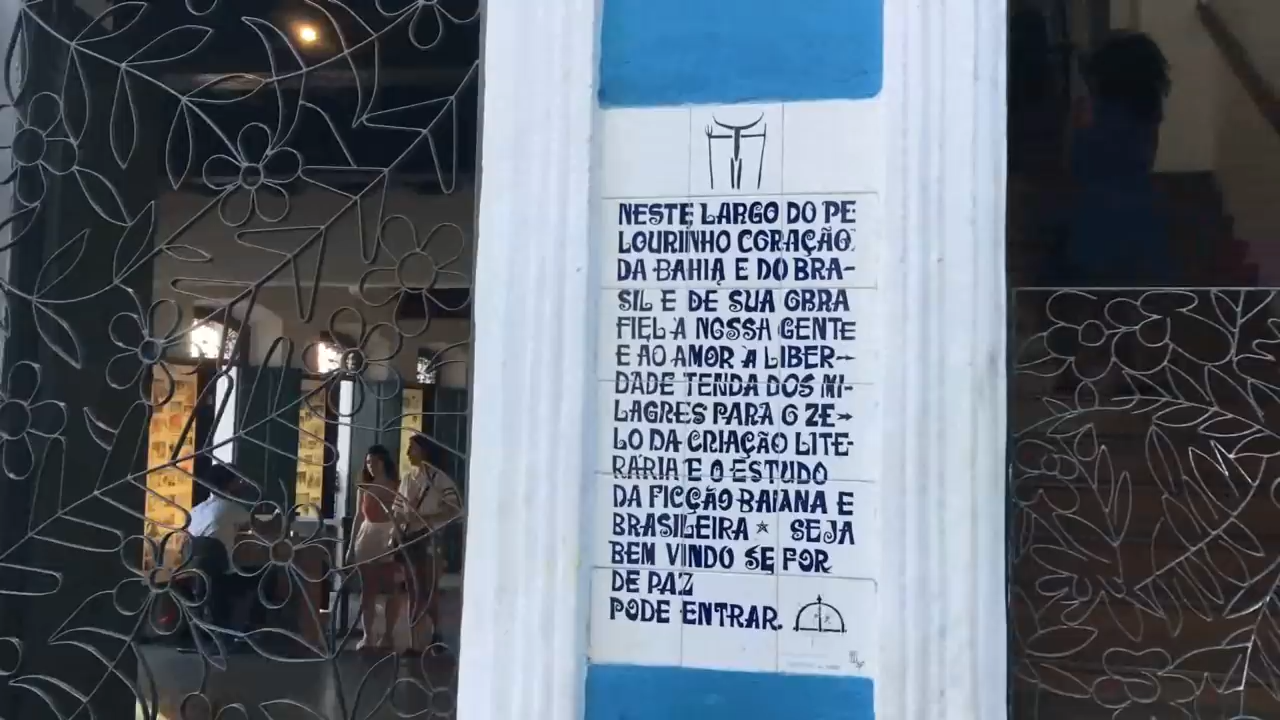 NESTE LARGO DO PE
LOURINHO CORAÇÃO
DA BAHIA E DO BRA-
SIL E DE SUA OBRA
FIEL À NOSSA GENTE
E AO AMOR A LIBER-
DADE TENDA DOS MI-
LAGRES PARA O ZE-
LO DA CRIAÇÃO LITE-
RÁRIA E O ESTUDO
DA FICÇÃO BAIANA E
BRASILEIRA * SEJA
BEM VINDO SE FOR
DE PAZ
PODE ENTRAR.